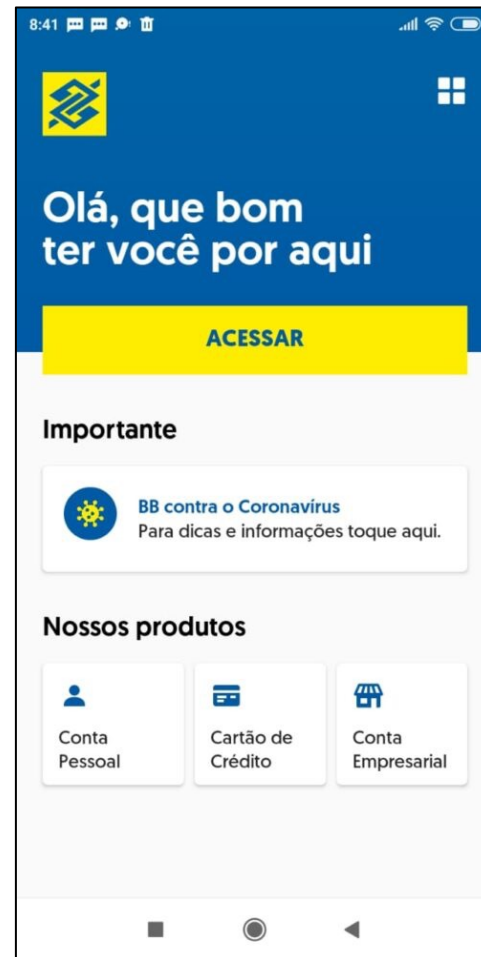 8:41
Olá, que bom
ter você por aqui
ACESSAR
Importante
BB contra o Coronavírus
Para dicas e informações toque aqui.
Nossos produtos
Conta
Pessoal
Cartão de
Crédito
Conta
Empresarial